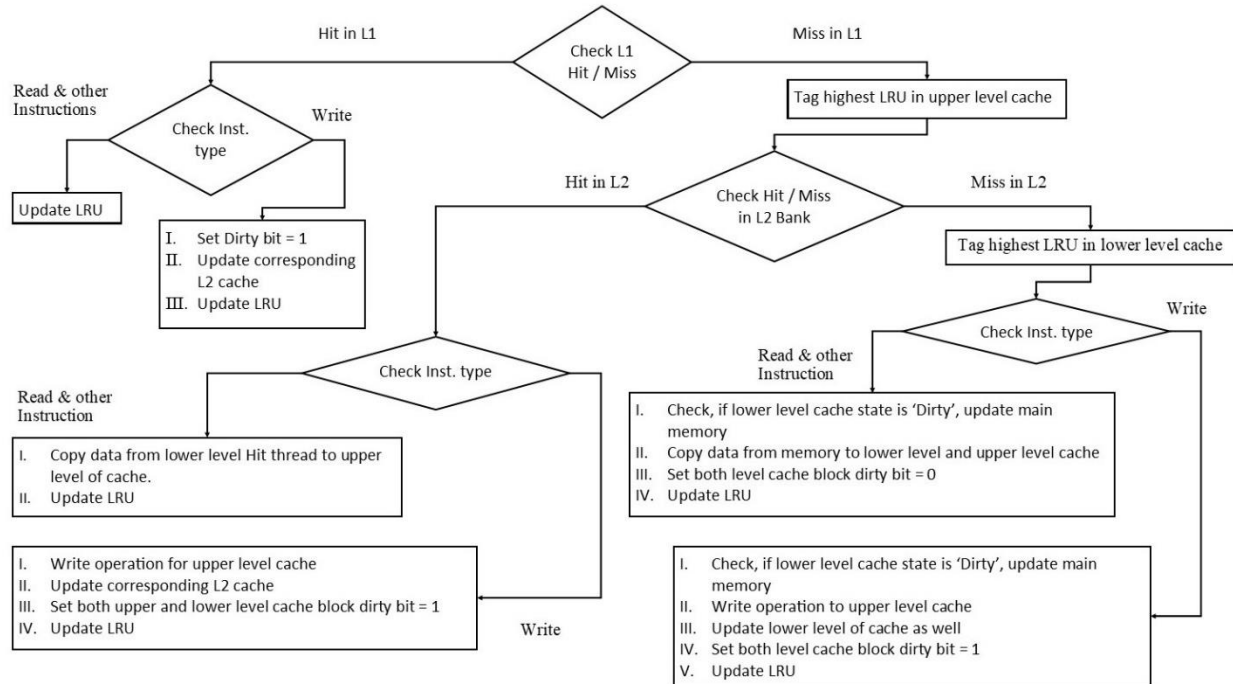 Hit in L1
Check L1
Hit / Miss
Miss in L1
Tag highest LRU in upper level cache
Read & other
Instructions
Check Inst.
type
Write
Update LRU
I. Set Dirty bit = 1
II. Update corresponding
L2 cache
III. Update LRU
Hit in L2
Check Hit / Miss
in L2 Bank
Miss in L2
Tag highest LRU in lower level cache
Check Inst. type
Write
Read & other
Instruction
I. Check, if lower level cache state is ‘Dirty’, update main
memory
II. Copy data from memory to lower level and upper level cache
III. Set both level cache block dirty bit = 0
IV. Update LRU
Check Inst. type
Read & other
Instruction
I. Copy data from lower level Hit thread to upper
level of cache.
II. Update LRU
I. Write operation for upper level cache
II. Update corresponding L2 cache
III. Set both upper and lower level cache block dirty bit = 1
IV. Update LRU
Write
I. Check, if lower level cache state is ‘Dirty’, update main
memory
II. Write operation to upper level cache
III. Update lower level of cache as well
IV. Set both level cache block dirty bit = 1
V. Update LRU